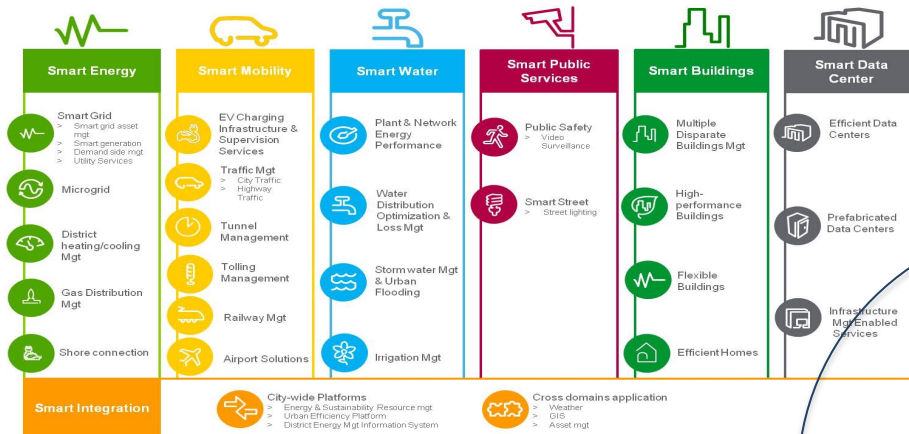 Smart Energy
Smart Grid
> Smart grid asset
mgt
> Smart generation
> Demand side mgt
> Utility Services
Microgrid
District
heating/cooling
Mgt
Gas Distribution
Mgt
Shore connection
Smart Mobility
EV Charging
Infrastructure &
Supervision
Services
Traffic Mgt
> City Traffic
> Highway
Traffic
Tunnel
Management
Tolling
Management
Railway Mgt
Airport Solutions
Smart Water
Plant & Network
Energy
Performance
Water
Distribution
Optimization &
Loss Mgt
Storm water Mgt
& Urban
Flooding
Irrigation Mgt
Smart Public
Services
Public Safety
> Video
Surveillance
Smart Street
> Street lighting
Smart Buildings
Multiple
Disparate
Buildings Mgt
High-
performance
Buildings
Flexible
Buildings
Efficient Homes
Smart Data
Center
Efficient Data
Centers
Prefabricated
Data Centers
Infrastructure
Mgt Enabled
Services
Smart Integration
City-wide Platforms
> Energy & Sustainability Resource mgt
> Urban Efficiency Platform
> District Energy Mgt Information System
Cross domains application
> Weather
> GIS
> Asset mgt